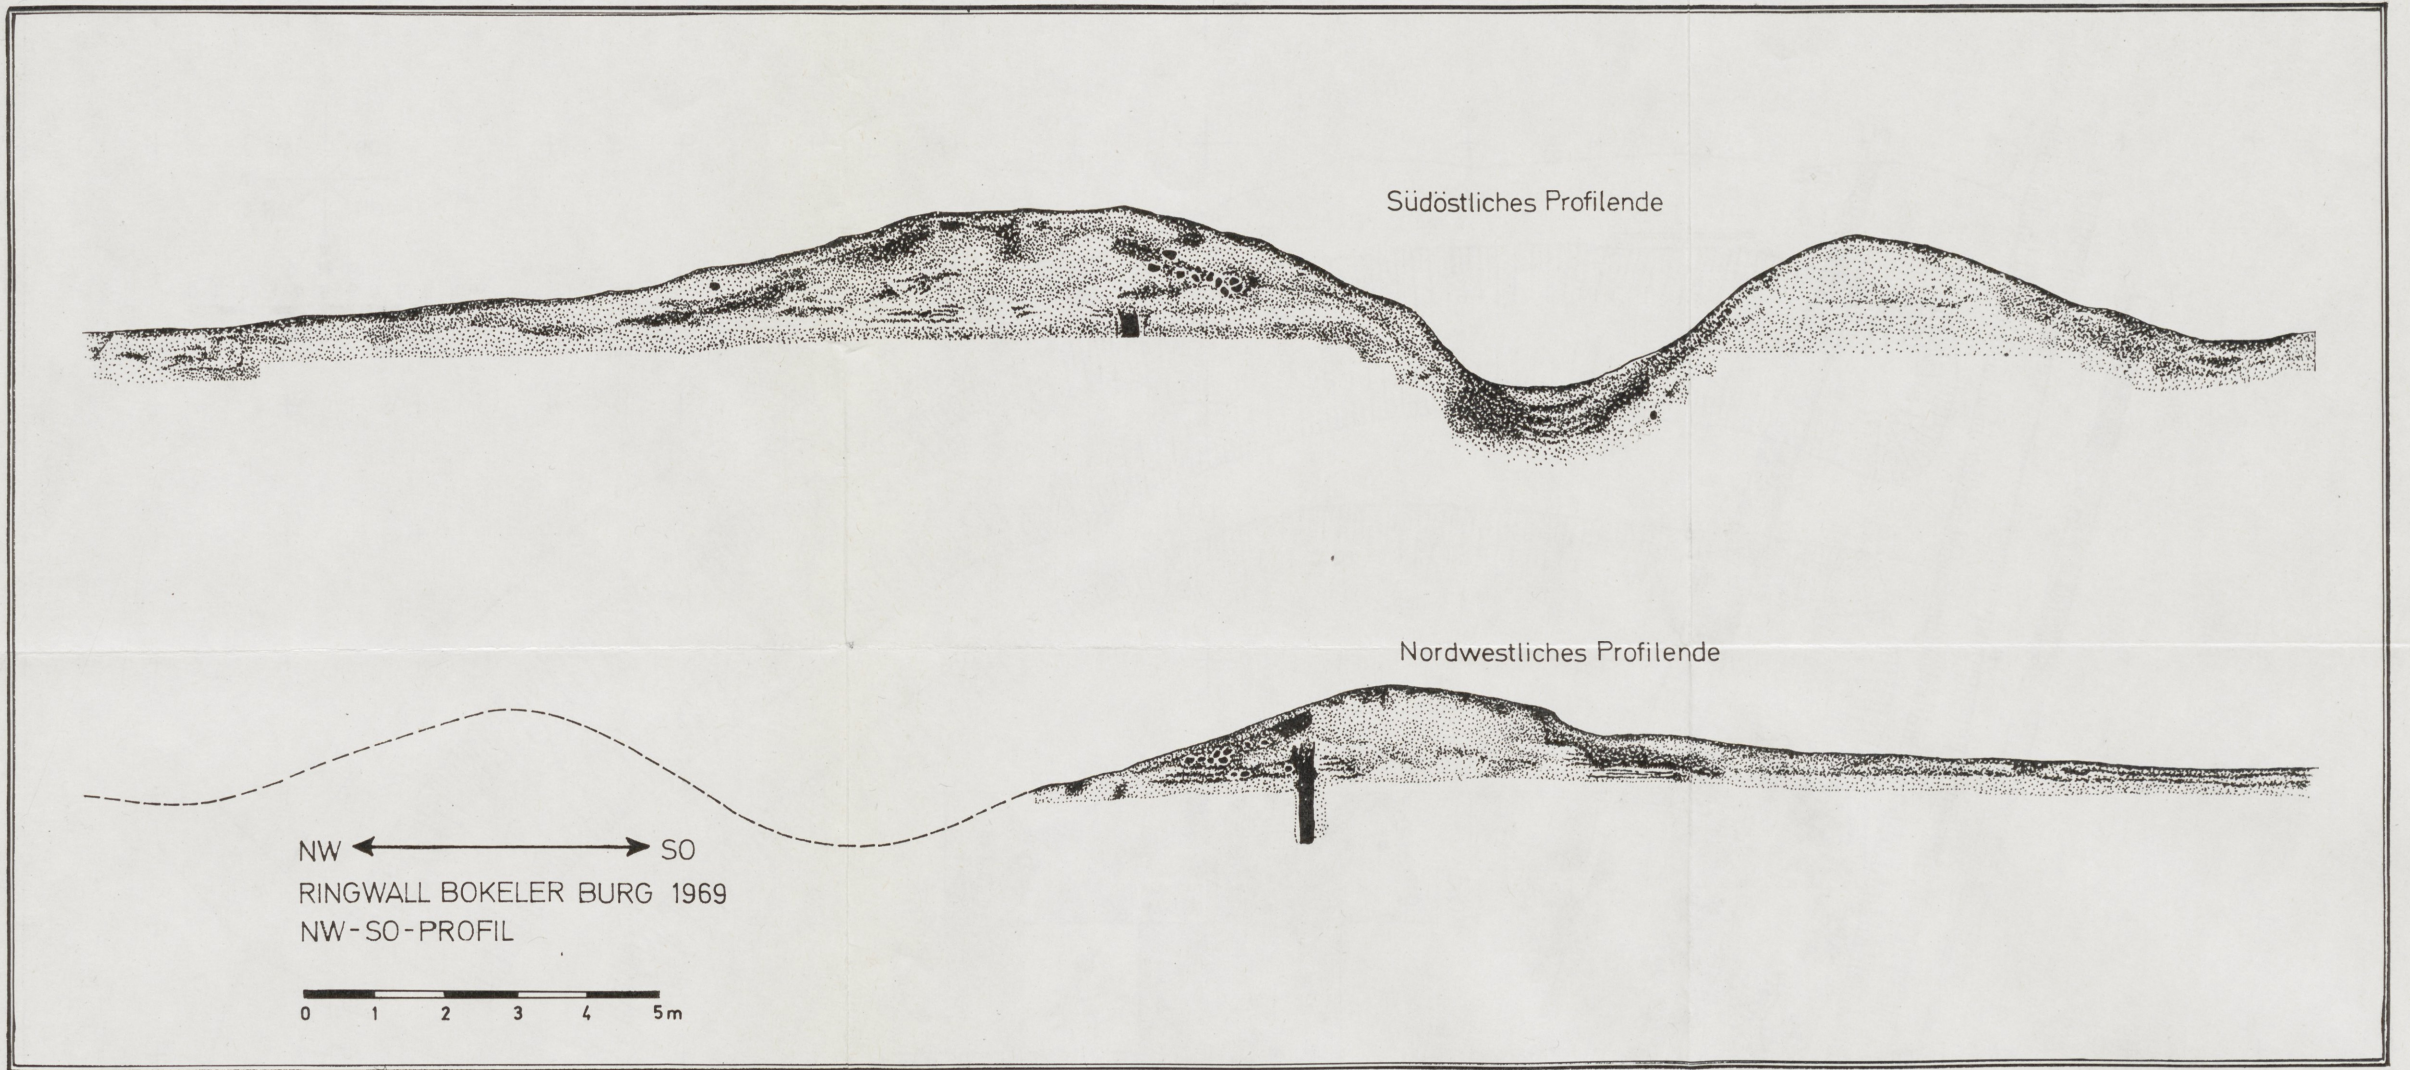 Südöstliches Profilende
Nordwestliches Profilende
NW SO
RINGWALL BOKELER BURG 1969
NW-SO-PROFIL
0 1 2 3 4 5m